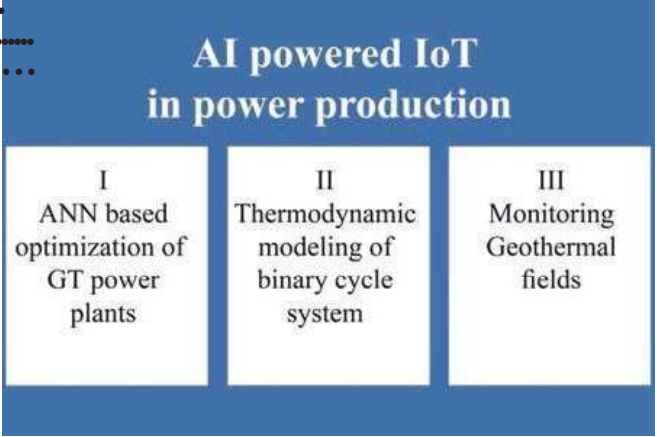 AI powered IoT
in power production
I
ANN based
optimization of
GT power
plants
II
Thermodynamic
modeling of
binary cycle
system
III
Monitoring
Geothermal
fields